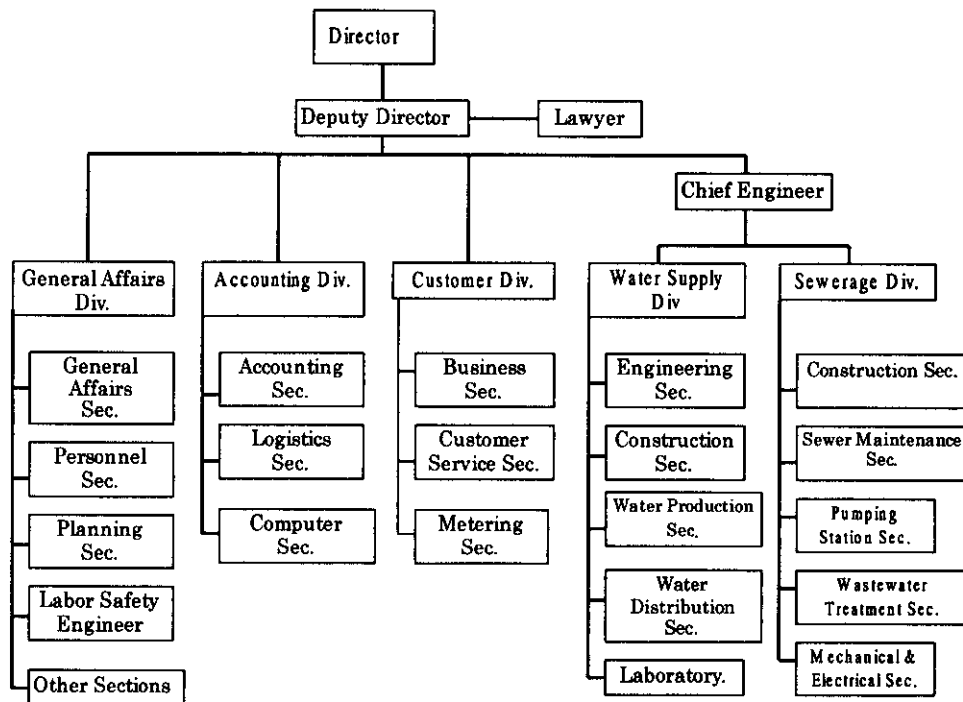 Director
Deputy Director
Lawyer
Chief Engineer
General Affairs
Div.
Accounting Div.
Customer Div.
Water Supply
Div
Sewerage Div.
General
Affairs
Sec.
Personnel
Sec.
Planning
Sec.
Labor Safety
Engineer
Other Sections
Accounting
Sec.
Logistics
Sec.
Computer
Sec.
Business
Sec.
Customer
Service Sec.
Metering
Sec.
Engineering
Sec.
Construction
Sec.
Water Production
Sec.
Water
Distribution
Sec.
Laboratory.
Construction Sec.
Sewer Maintenance
Sec.
Pumping
Station Sec.
Wastewater
Treatment Sec.
Mechanical &
Electrical Sec.